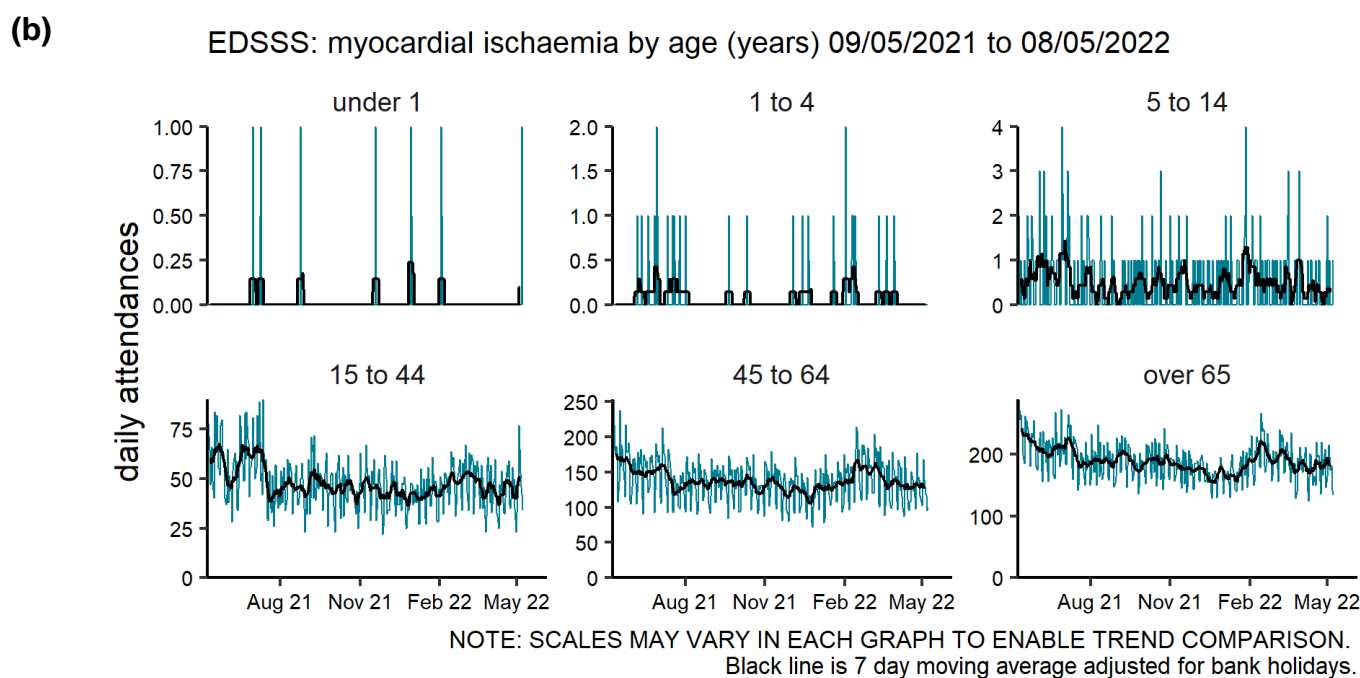 (b)
EDSSS: myocardial ischaemia by age (years) 09/05/2021 to 08/05/2022
daily attendances
under 1
1.00
0.75
0.50
0.25
0.00
1 to 4
2.0
1.5
1.0
0.5
0.0
5 to 14
4
3
2
1
0
15 to 44
75
50
25
0
Aug 21 Nov 21 Feb 22 May 22
45 to 64
250
200
150
100
50
0
Aug 21 Nov 21 Feb 22 May 22
over 65
200
100
0
Aug 21 Nov 21 Feb 22 May 22
NOTE: SCALES MAY VARY IN EACH GRAPH TO ENABLE TREND COMPARISON.
Black line is 7 day moving average adjusted for bank holidays.